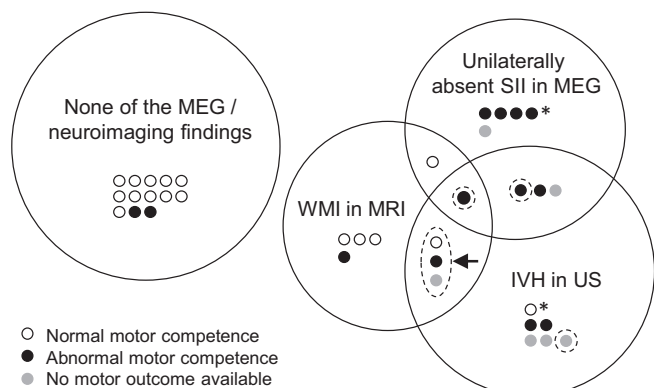 None of the MEG /
neuroimaging findings
Unilaterally
absent SII in MEG
*
WMI in MRI
IVH in US
*
Normal motor competence
Abnormal motor competence
No motor outcome available